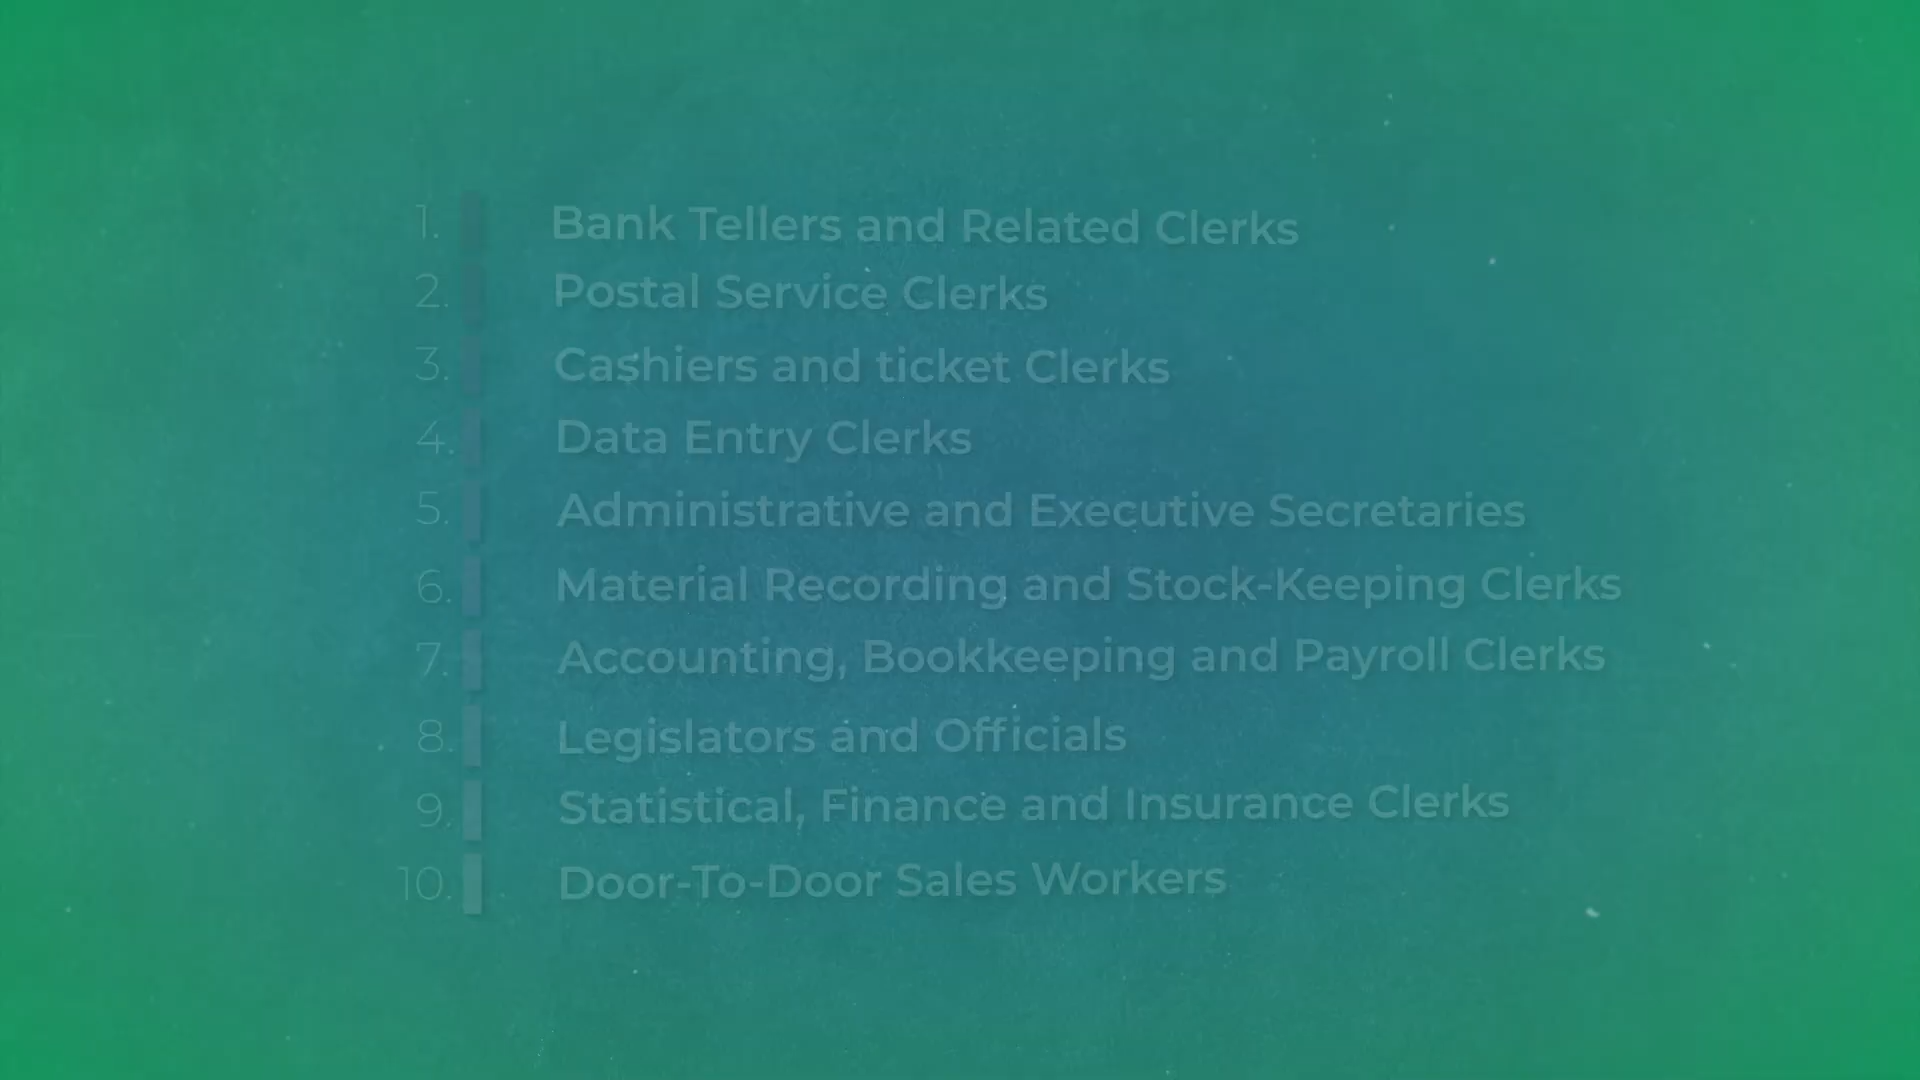 1. Bank Tellers and Related Clerks
2. Postal Service Clerks
3. Cashiers and ticket Clerks
4. Data Entry Clerks
5. Administrative and Executive Secretaries
6. Material Recording and Stock-Keeping Clerks
7. Accounting, Bookkeeping and Payroll Clerks
8. Legislators and Officials
9. Statistical, Finance and Insurance Clerks
10. Door-To-Door Sales Workers